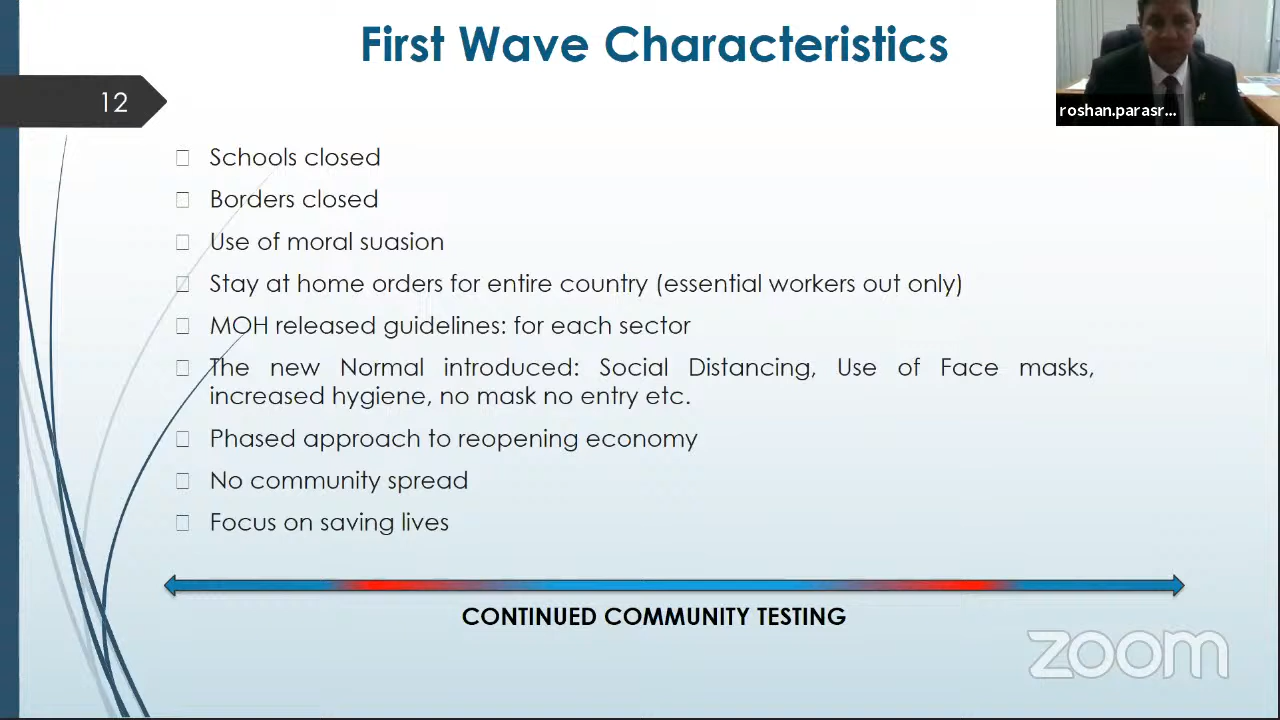 First Wave Characteristics
12
roshan.parasr...
Schools closed
Borders closed
Use of moral suasion
Stay at home orders for entire country (essential workers out only)
MOH released guidelines: for each sector
The new Normal introduced: Social Distancing, Use of Face masks,
increased hygiene, no mask no entry etc.
Phased approach to reopening economy
No community spread
Focus on saving lives
CONTINUED COMMUNITY TESTING
zoom